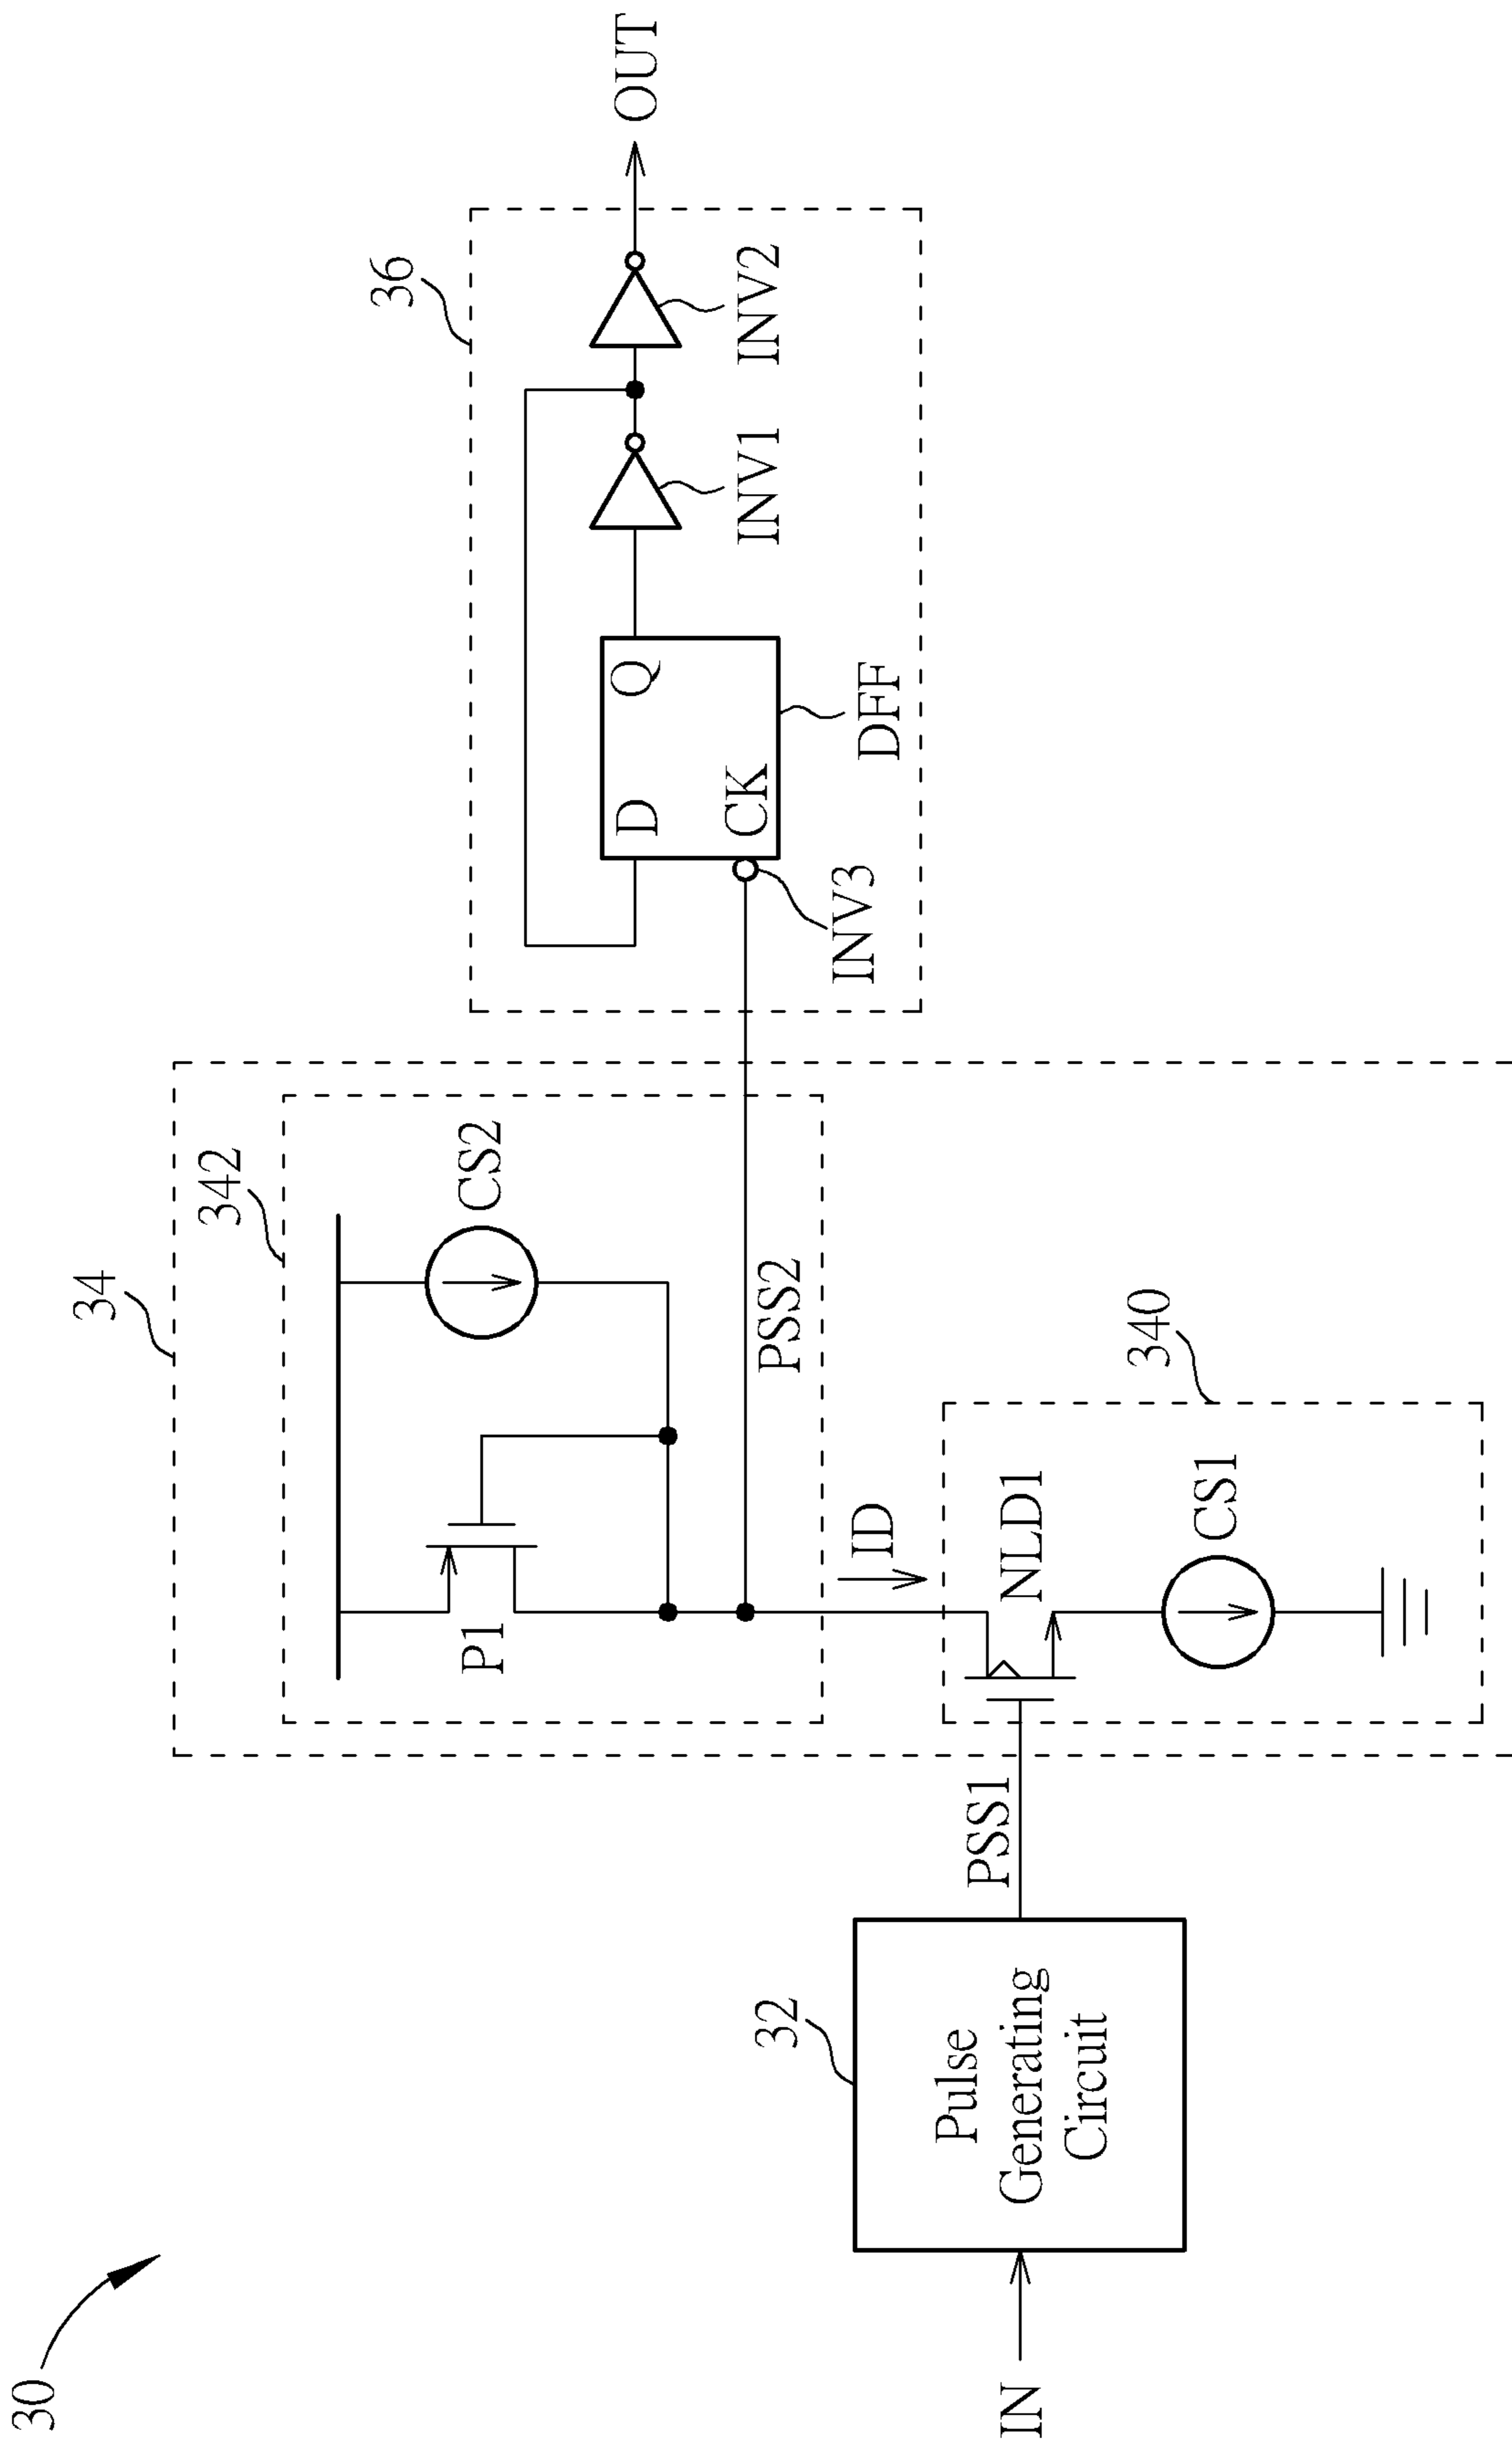 30
IN
32
Pulse
Generating
Circuit
PSS1
34
342
P1
CS2
PSS2
ID
340
NLD1
CS1
36
D
Q
CK
INV3
DFF
INV1
INV2
OUT